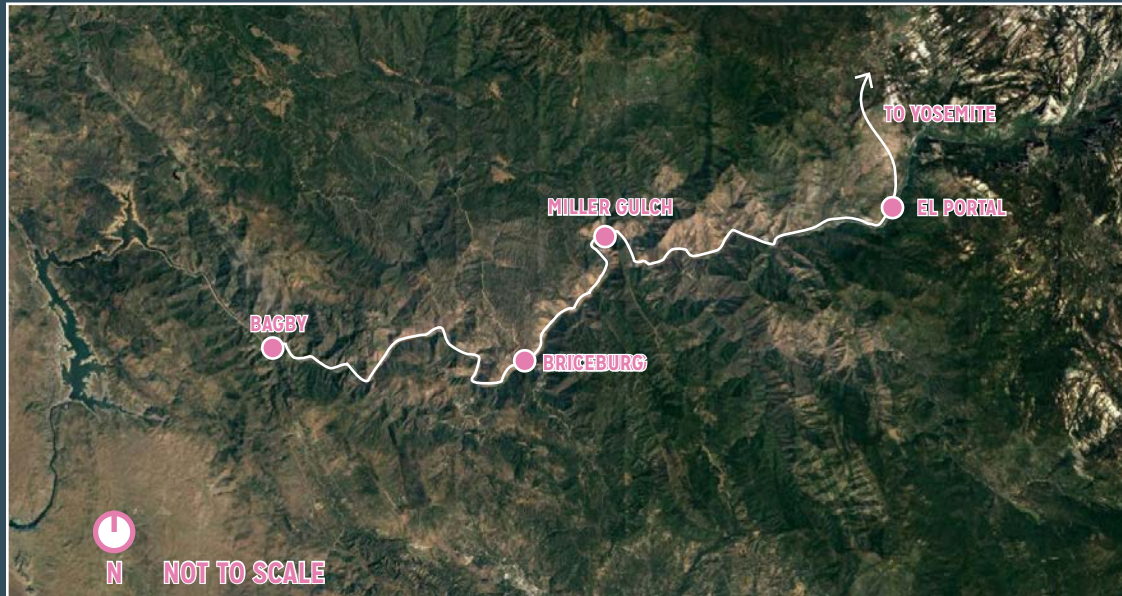 TO YOSEMITE
MILLER GULCH
EL PORTAL
BAGBY
BRICEBURG
N
NOT TO SCALE